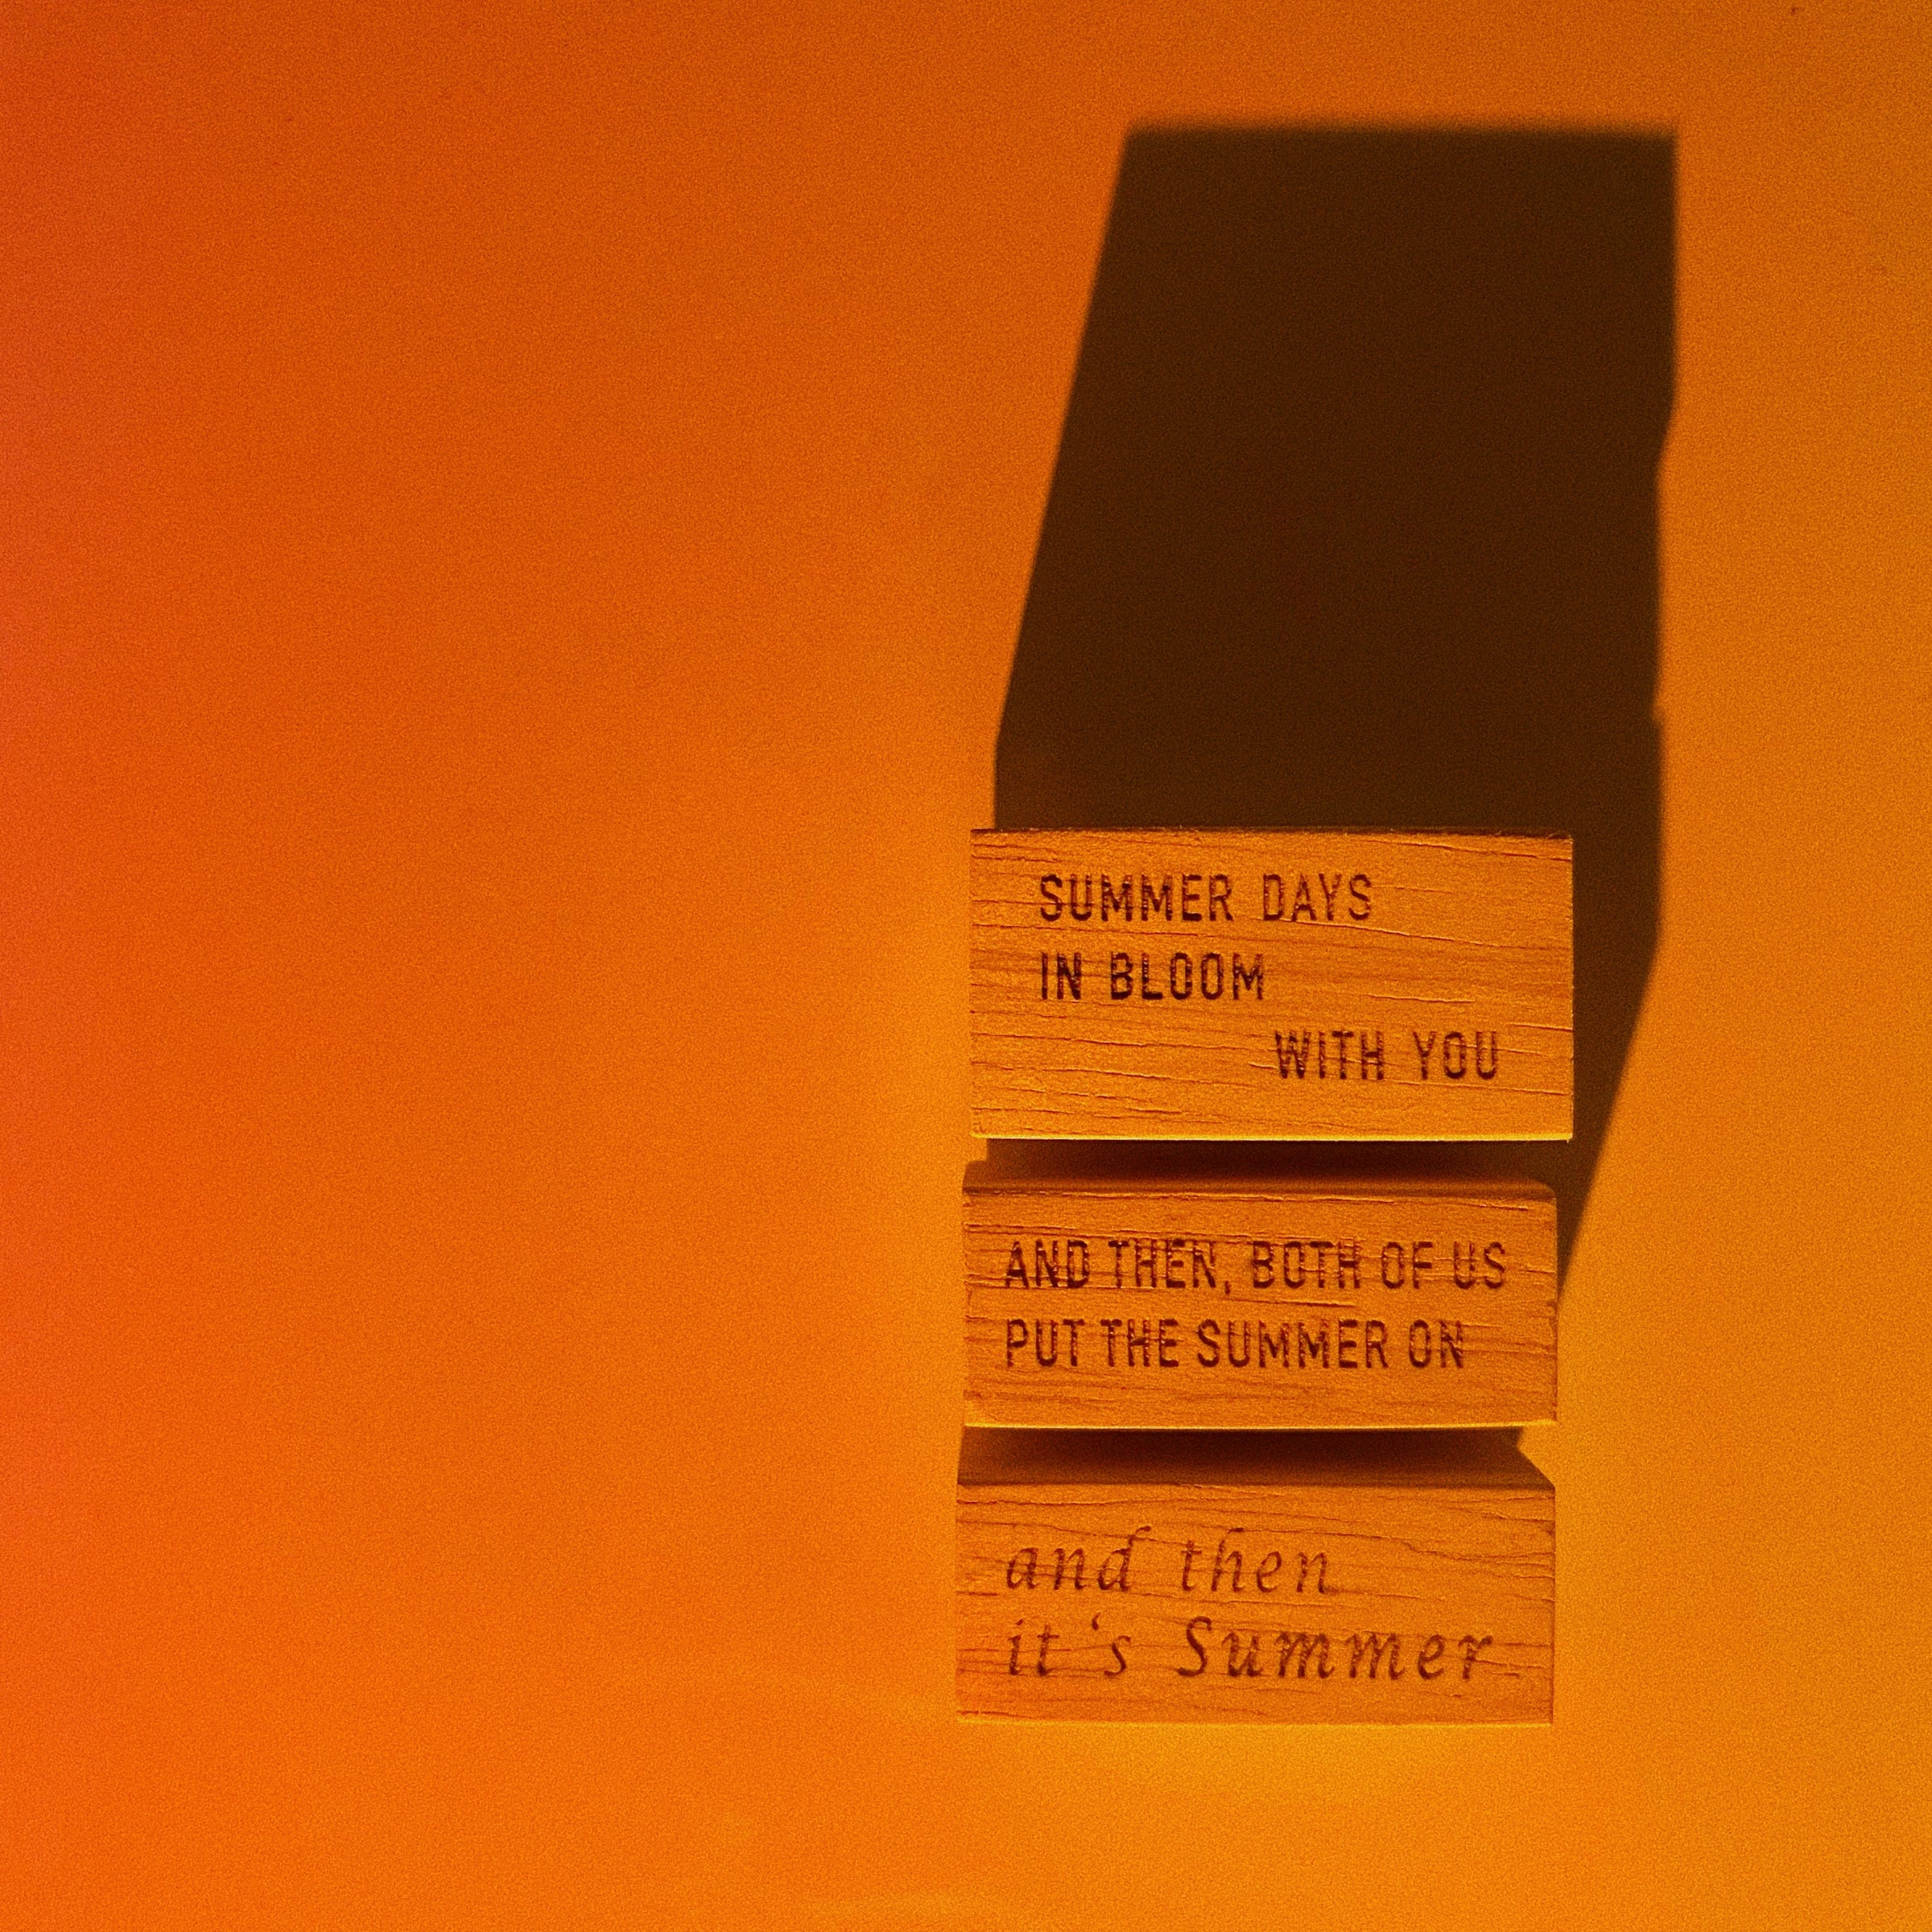 SUMMER DAYS
IN BLOOM
WITH YOU
AND THEN, BOTH OF US
PUT THE SUMMER ON
and then
it‘s Summer